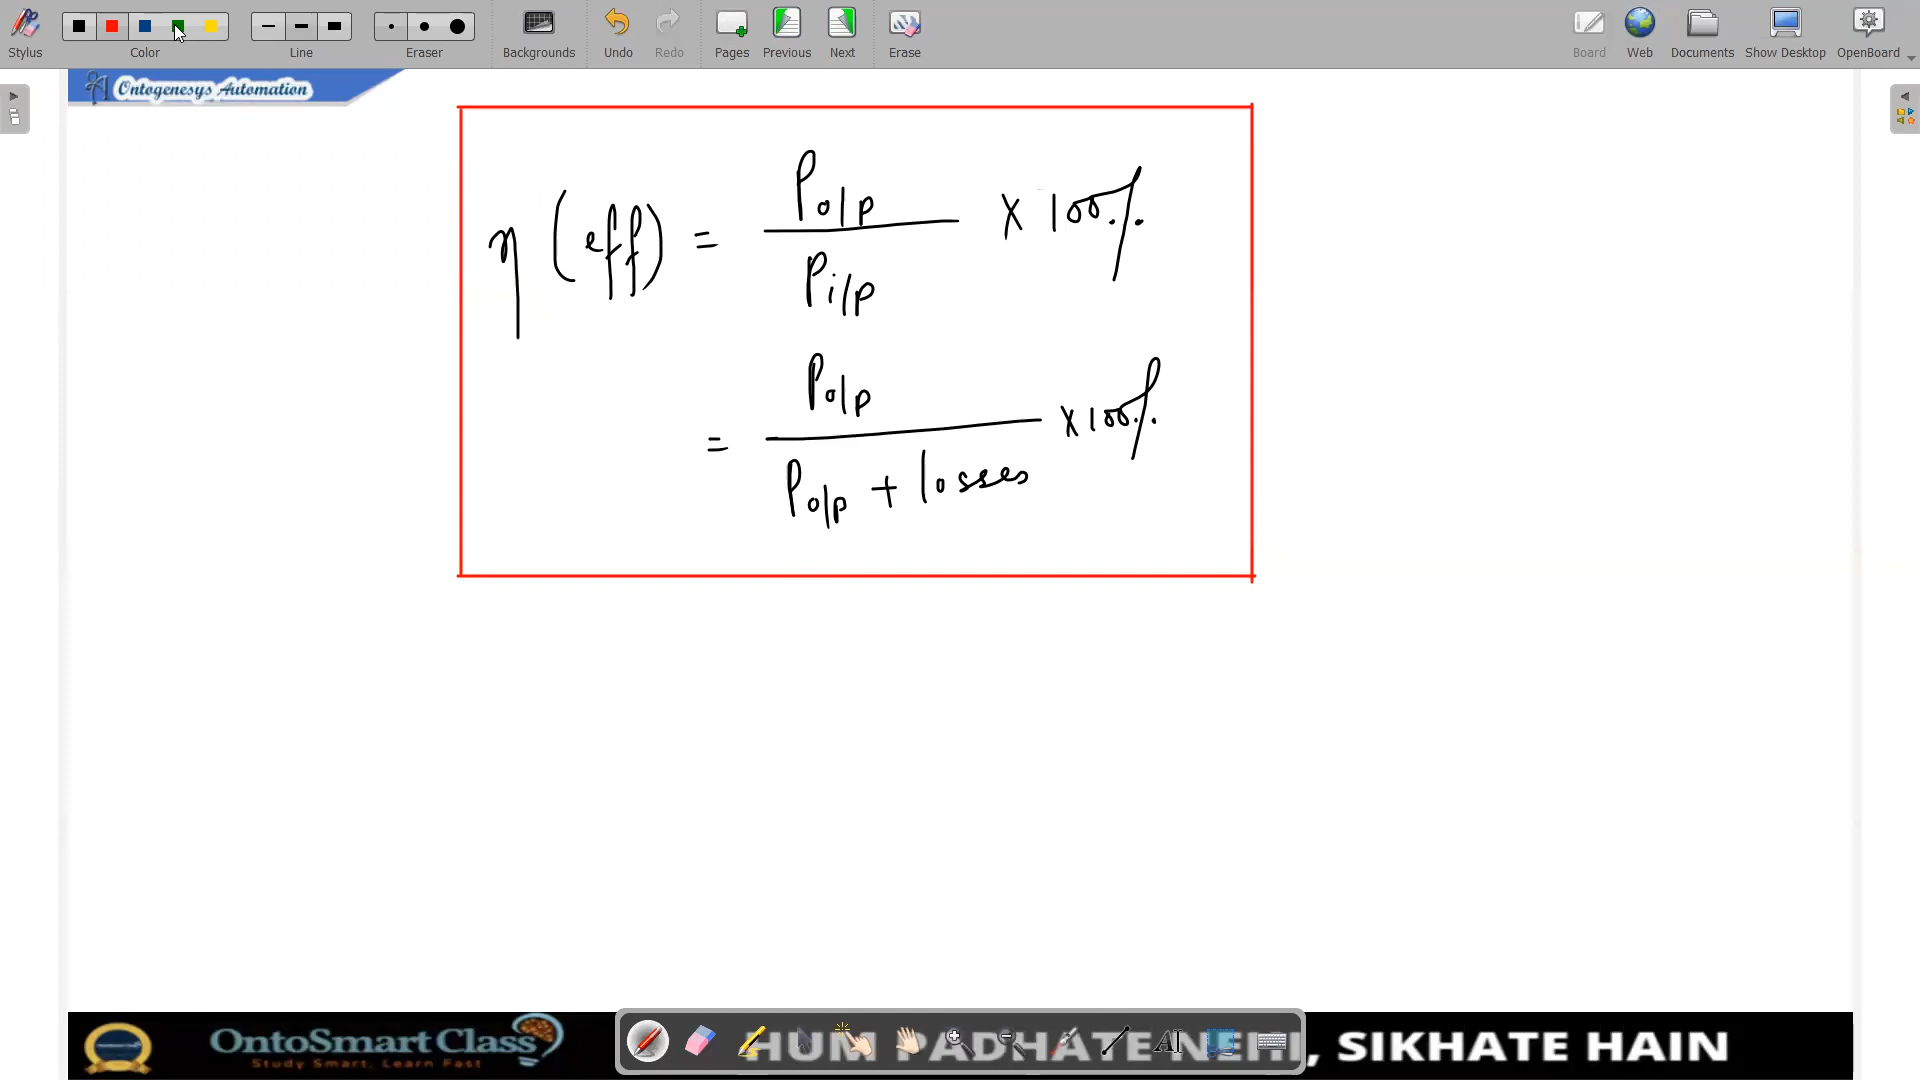 Stylus
Color
Line
Eraser
Backgrounds
Undo
Redo
Pages
Previous
Next
Erase
Board
Web
Documents
Show Desktop
OpenBoard
Ontogenesys Automation
η (eff) = Po/p / Pi/p × 100%
= Po/p / Po/p + losses × 100%
OntoSmart Class
Study Smart, Learn Fast
HUM PADHATE NEHI, SIKHATE HAIN